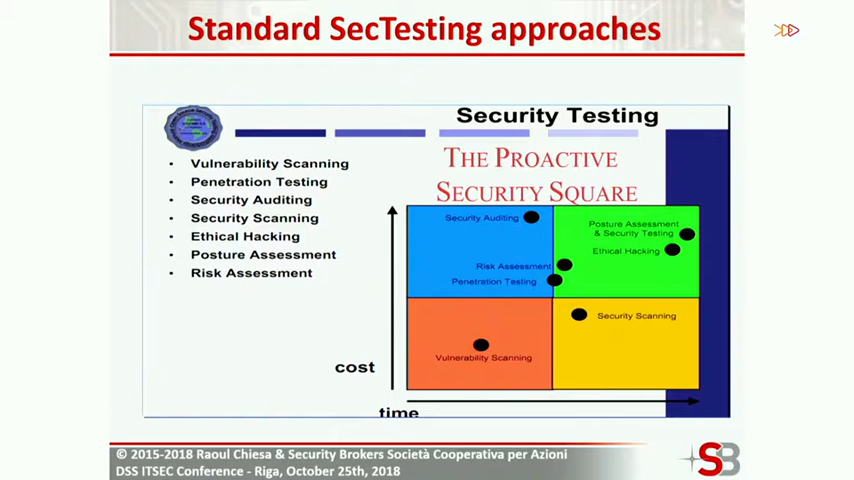 Standard SecTesting approaches
Security Testing
• Vulnerability Scanning
• Penetration Testing
• Security Auditing
• Security Scanning
• Ethical Hacking
• Posture Assessment
• Risk Assessment
THE PROACTIVE
SECURITY SQUARE
Security Auditing
Posture Assessment
& Security Testing
Ethical Hacking
Risk Assessment
Penetration Testing
Security Scanning
Vulnerability Scanning
cost
time
© 2015-2018 Raoul Chiesa & Security Brokers Società Cooperativa per Azioni
DSS ITSEC Conference - Riga, October 25th, 2018
SB